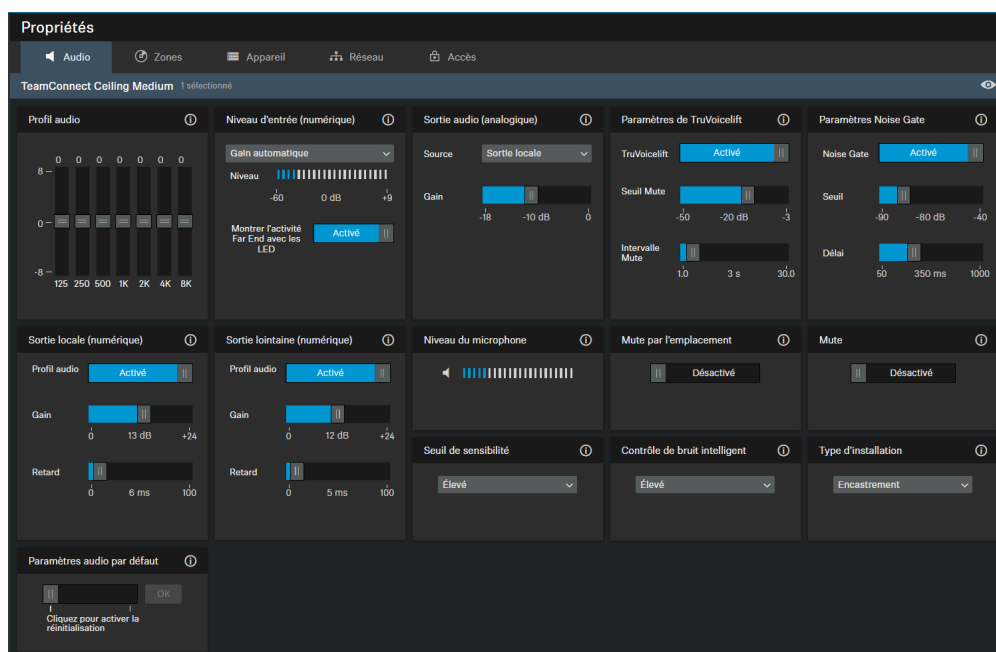 Propriétés
Audio
Zones
Appareil
Réseau
Accès
TeamConnect Ceiling Medium 1 sélectionné
Profil audio
0 0 0 0 0 0 0
8
0
-8
125 250 500 1K 2K 4K 8K
Niveau d'entrée (numérique)
Gain automatique
Niveau
-60 0 dB +9
Montrer l'activité
Far End avec les
LED
Activé
Sortie audio (analogique)
Source
Sortie locale
Gain
-18 -10 dB 0
Paramètres de TruVoicelift
TruVoicelift
Activé
Seuil Mute
-50 -20 dB -3
Intervalle
Mute
1.0 3 s 30.0
Paramètres Noise Gate
Noise Gate
Activé
Seuil
-90 -80 dB -40
Délai
50 350 ms 1000
Sortie locale (numérique)
Profil audio
Activé
Gain
0 13 dB +24
Retard
0 6 ms 100
Sortie lointaine (numérique)
Profil audio
Activé
Gain
0 12 dB +24
Retard
0 5 ms 100
Niveau du microphone
Mute par l'emplacement
Désactivé
Mute
Désactivé
Seuil de sensibilité
Élevé
Contrôle de bruit intelligent
Élevé
Type d'installation
Encastrement
Paramètres audio par défaut
OK
Cliquez pour activer la
réinitialisation